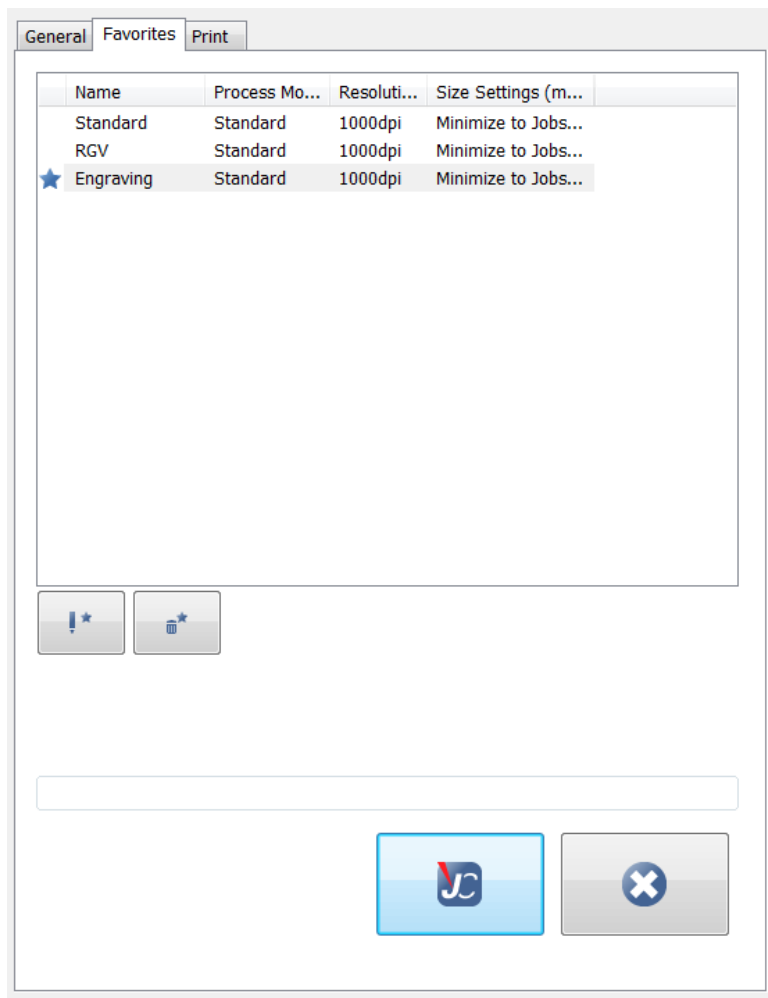 General Favorites Print
Name Process Mo... Resoluti... Size Settings (m...
Standard Standard 1000dpi Minimize to Jobs...
RGV Standard 1000dpi Minimize to Jobs...
Engraving Standard 1000dpi Minimize to Jobs...
JC